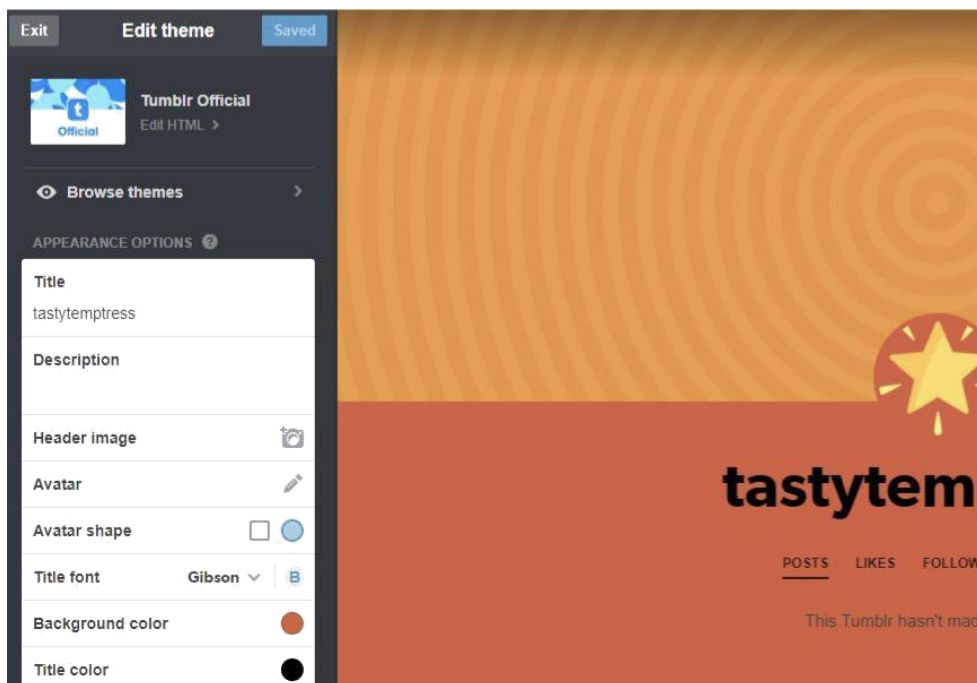 Exit Edit theme Saved
Tumblr Official
Edit HTML >
t
Official
Browse themes >
APPEARANCE OPTIONS ?
Title
tastytemptress
Description
Header image
Avatar
Avatar shape
Title font Gibson B
Background color
Title color
tastytem
POSTS LIKES FOLLOW
This Tumblr hasn't mad